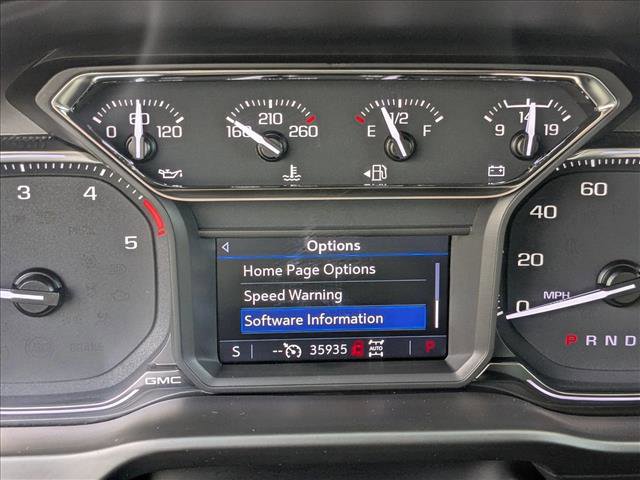 60
0 120
210
160 260
1/2
E F
14
9 19
3 4 5
60
40
20
0
MPH
P R N D
Options
Home Page Options
Speed Warning
Software Information
S -- 35935 AUTO P
GMC